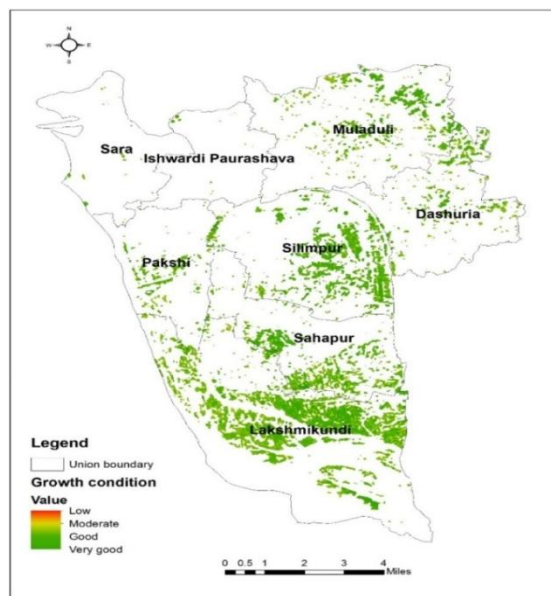 N
W E
S
Muladuli
Sara
Ishwardi Paurashava
Dashuria
Silimpur
Pakshi
Sahapur
Lakshmikundi
Legend
Union boundary
Growth condition
Value
Low
Moderate
Good
Very good
0 0.5 1 2 3 4
Miles